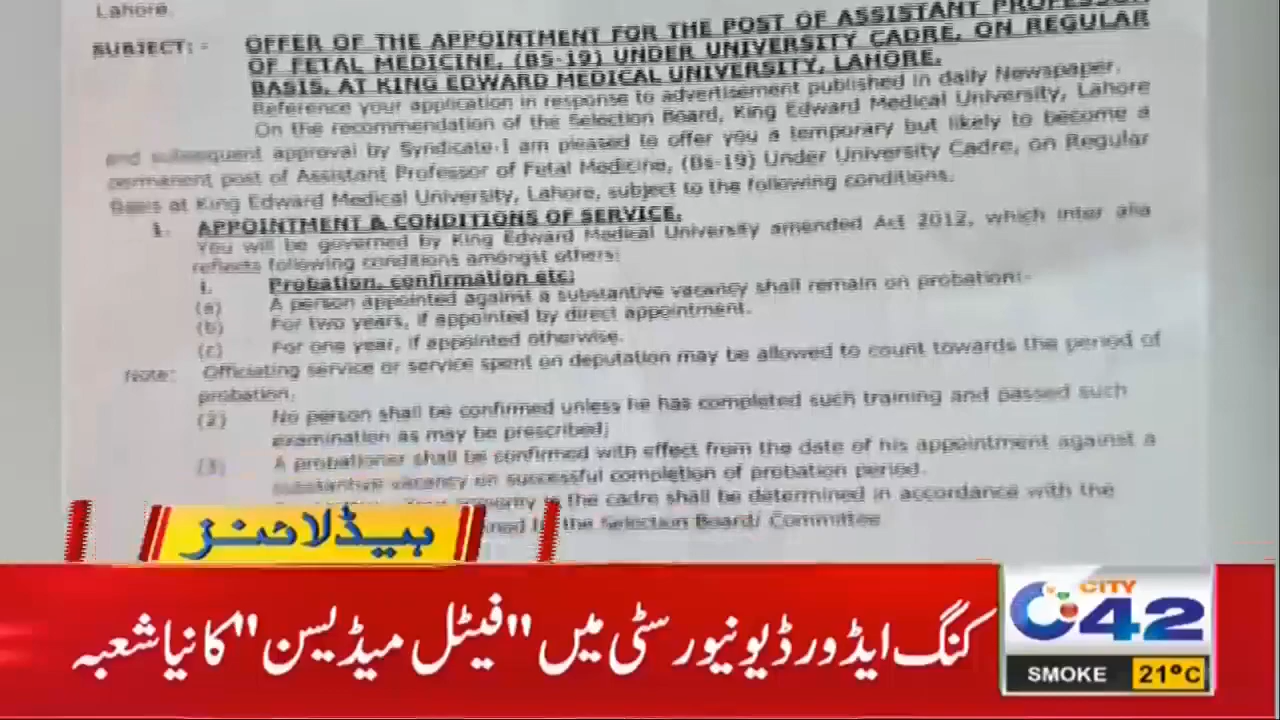 Lahore.
SUBJECT: - OFFER OF THE APPOINTMENT FOR THE POST OF ASSISTANT PROFESSOR
OF FETAL MEDICINE, (BS-19) UNDER UNIVERSITY CADRE, ON REGULAR
BASIS, AT KING EDWARD MEDICAL UNIVERSITY, LAHORE.
Reference your application in response to advertisement published in daily Newspaper.
On the recommendation of the Selection Board, King Edward Medical University, Lahore
and subsequent approval by Syndicate I am pleased to offer you a temporary but likely to become a
permanent post of Assistant Professor of Fetal Medicine, (Bs-19) Under University Cadre, on Regular
Basis at King Edward Medical University, Lahore, subject to the following conditions.
1. APPOINTMENT & CONDITIONS OF SERVICE.
You will be governed by King Edward Medical University amended Act 2012, which inter alia
reflects following conditions amongst others:
i. Probation, confirmation etc:
(a) A person appointed against a substantive vacancy shall remain on probation:-
(b) For two years, if appointed by direct appointment.
(c) For one year, if appointed otherwise.
Note: Officiating service or service spent on deputation may be allowed to count towards the period of
probation.
(2) No person shall be confirmed unless he has completed such training and passed such
examination as may be prescribed;
(3) A probationer shall be confirmed with effect from the date of his appointment against a
substantive vacancy on successful completion of probation period.
the cadre shall be determined in accordance with the
the Selection Board/ Committee
ہیڈلائنز
کنگ ایڈورڈ یونیورسٹی میں "فیٹل میڈیسن" کا نیا شعبہ
CITY
42
SMOKE 21°C